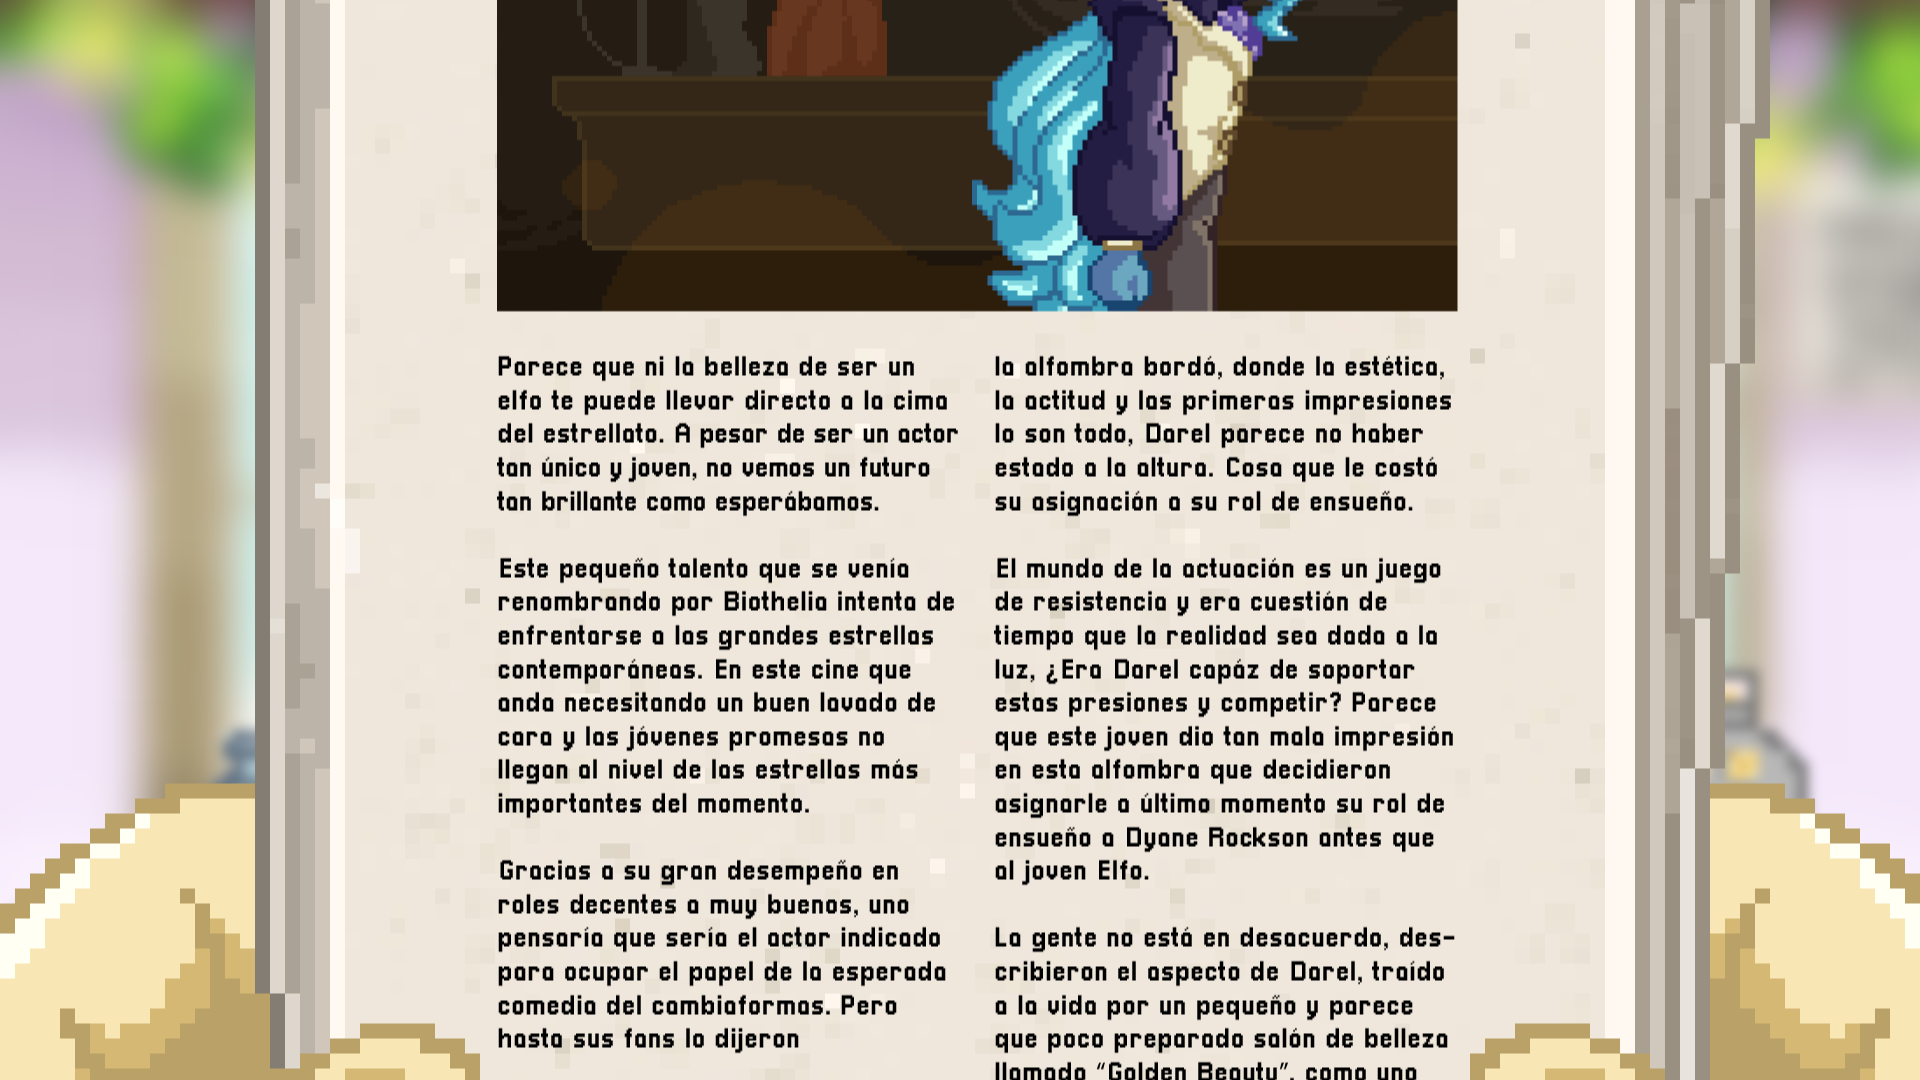 Parece que ni la belleza de ser un
elfo te puede llevar directo a la cima
del estrellato. A pesar de ser un actor
tan único y joven, no vemos un futuro
tan brillante como esperábamos.
Este pequeño talento que se venía
renombrando por Biothelia intenta de
enfrentarse a las grandes estrellas
contemporáneas. En este cine que
anda necesitando un buen lavado de
cara y las jóvenes promesas no
llegan al nivel de las estrellas más
importantes del momento.
Gracias a su gran desempeño en
roles decentes a muy buenos, uno
pensaría que sería el actor indicado
para ocupar el papel de la esperada
comedia del cambiaformas. Pero
hasta sus fans lo dijeron
la alfombra bordó, donde la estética,
la actitud y las primeras impresiones
lo son todo, Darel parece no haber
estado a la altura. Cosa que le costó
su asignación a su rol de ensueño.
El mundo de la actuación es un juego
de resistencia y era cuestión de
tiempo que la realidad sea dada a la
luz, ¿Era Darel capáz de soportar
estas presiones y competir? Parece
que este joven dio tan mala impresión
en esta alfombra que decidieron
asignarle a último momento su rol de
ensueño a Dyane Rockson antes que
al joven Elfo.
La gente no está en desacuerdo, des-
cribieron el aspecto de Darel, traído
a la vida por un pequeño y parece
que poco preparado salón de belleza
llamado "Golden Beauty", como una